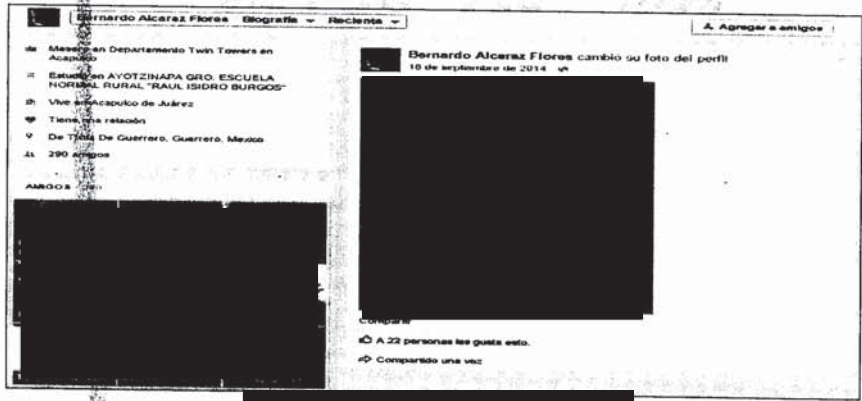 Bernardo Alcaraz Flores Biografía Reciente
Agregar a amigos
Mesero en Departamento Twin Towers en
Acapulco
Estudió en AYOTZINAPA GRO. ESCUELA
NORMAL RURAL "RAUL ISIDRO BURGOS"
Vive en Acapulco de Juárez
Tiene una relación
De Tixtla De Guerrero, Guerrero, Mexico
290 amigos
AMIGOS
Bernardo Alcaraz Flores cambió su foto del perfil
18 de septiembre de 2014
Compartir
A 22 personas les gusta esto.
Compartido una vez